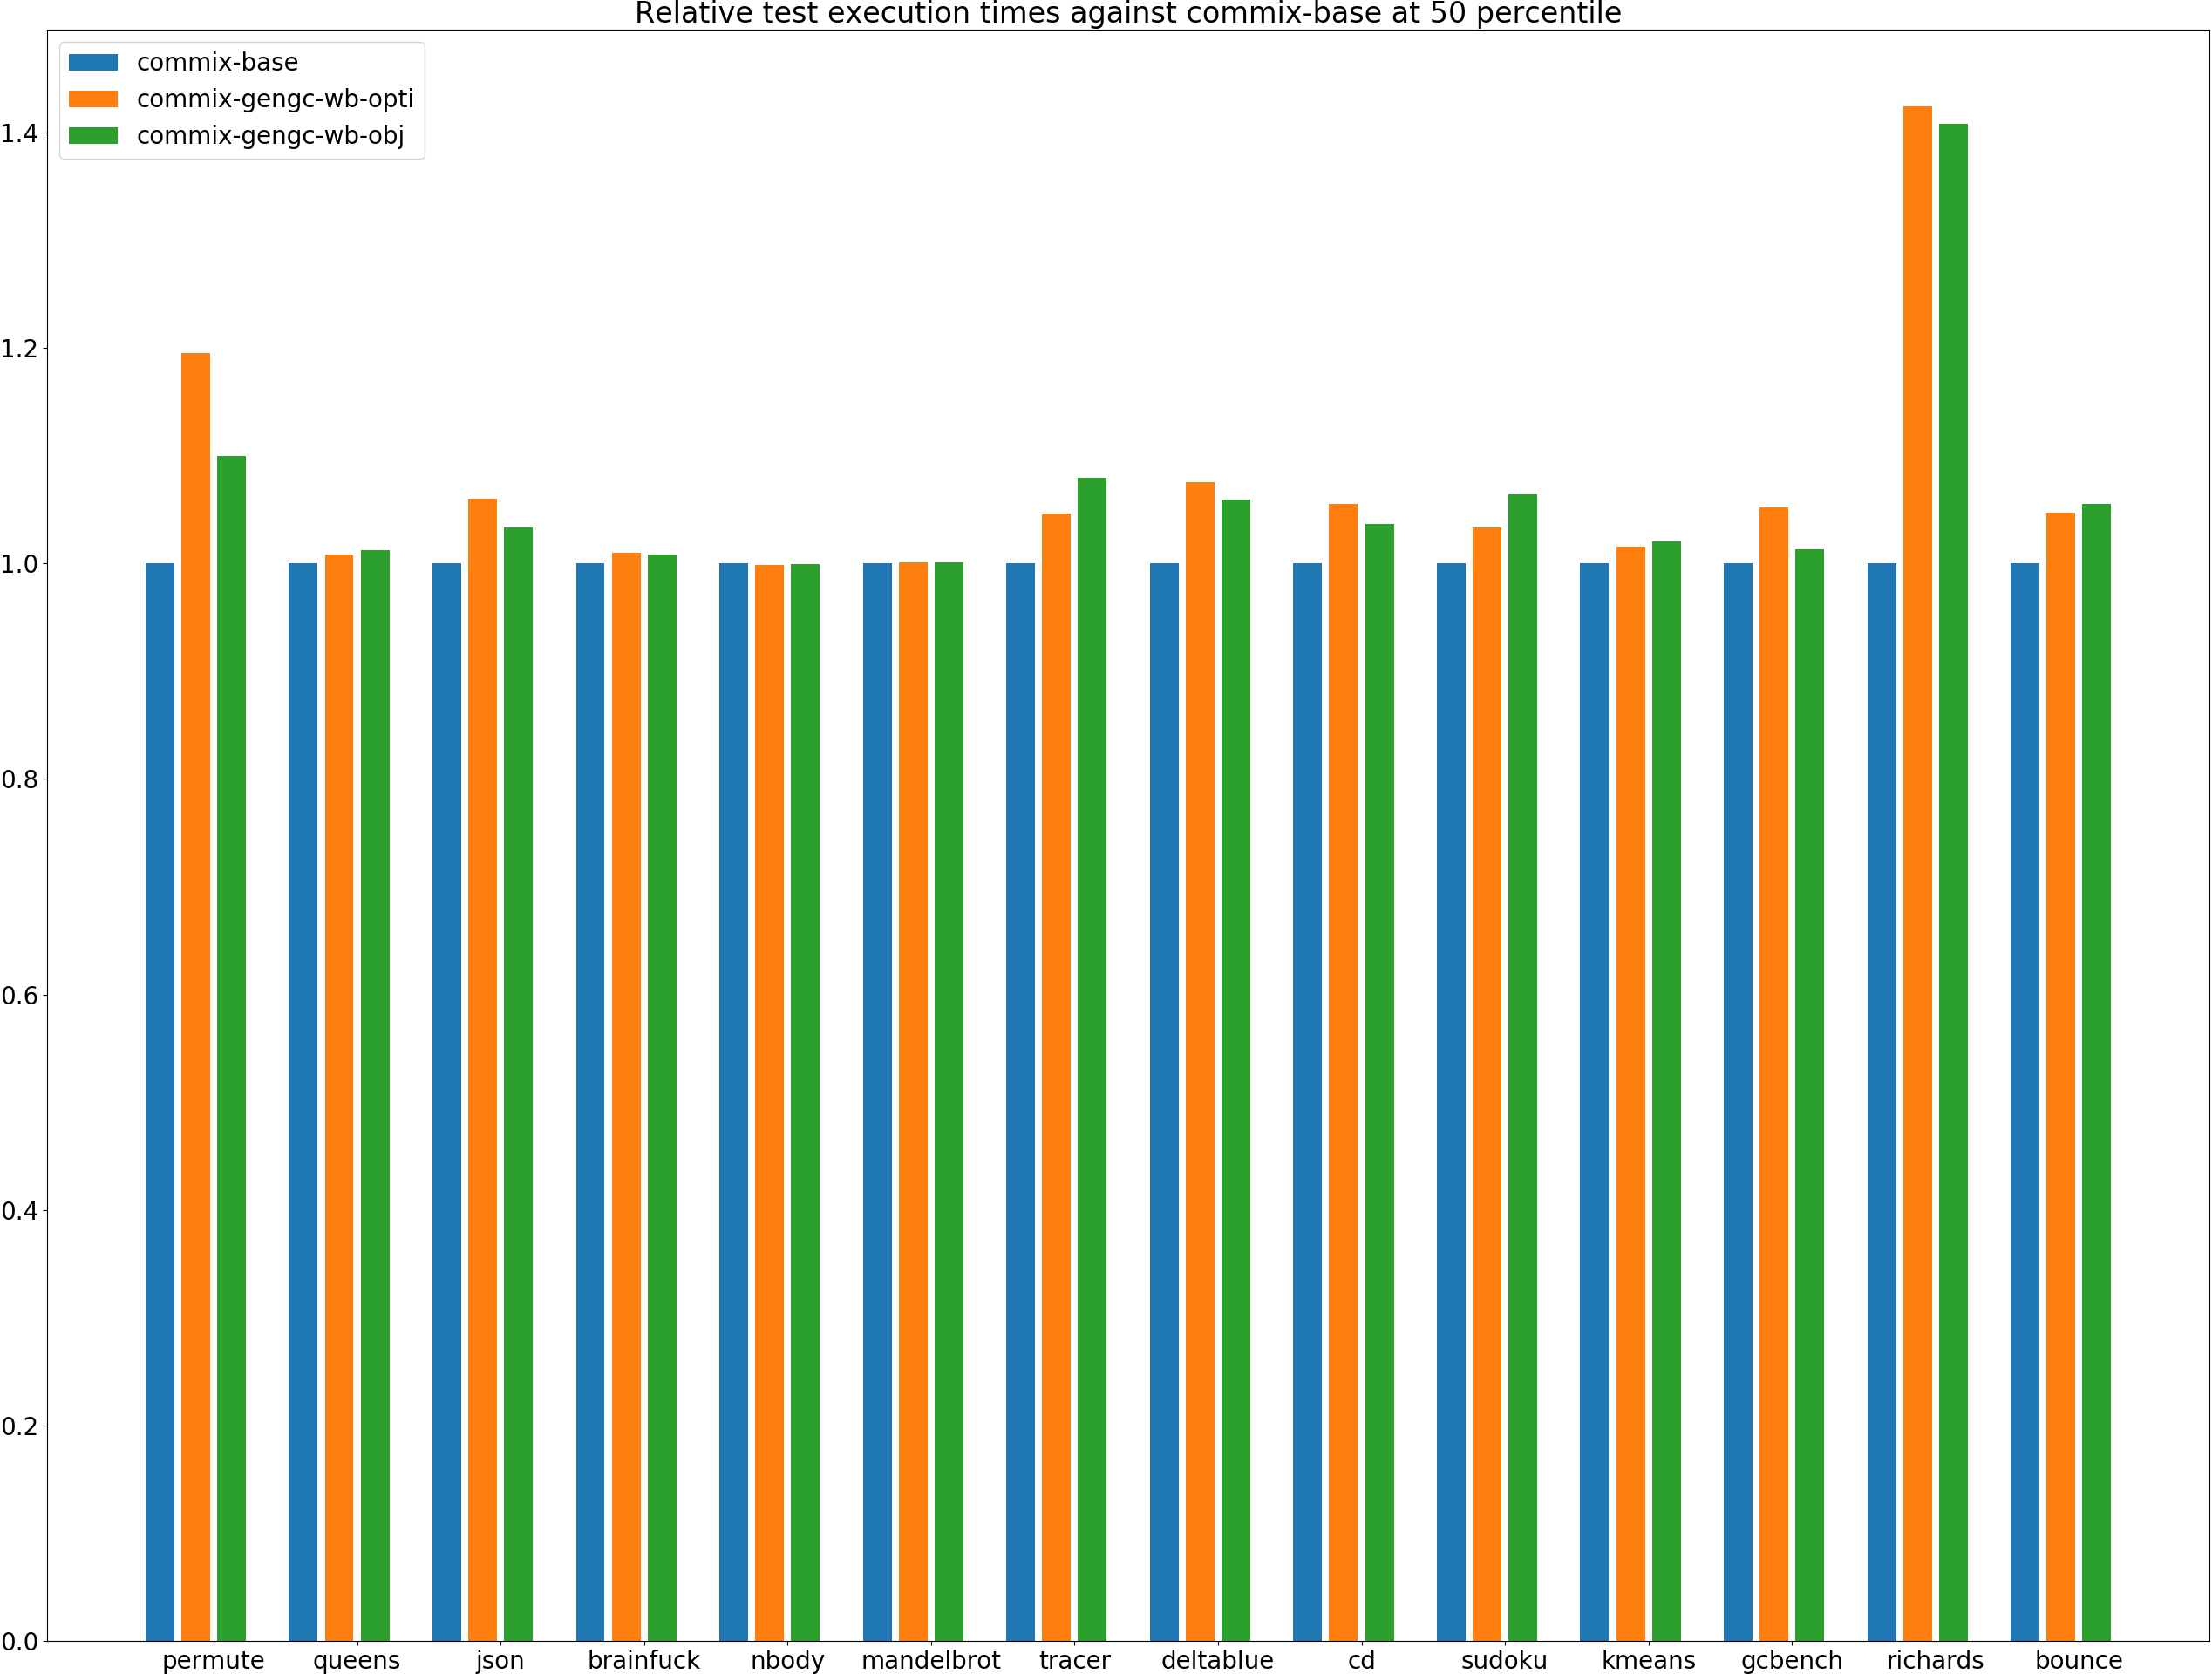 Relative test execution times against commix-base at 50 percentile
commix-base
commix-gengc-wb-opti
commix-gengc-wb-obj
1.4
1.2
1.0
0.8
0.6
0.4
0.2
0.0
permute queens json brainfuck nbody mandelbrot tracer deltablue cd sudoku kmeans gcbench richards bounce